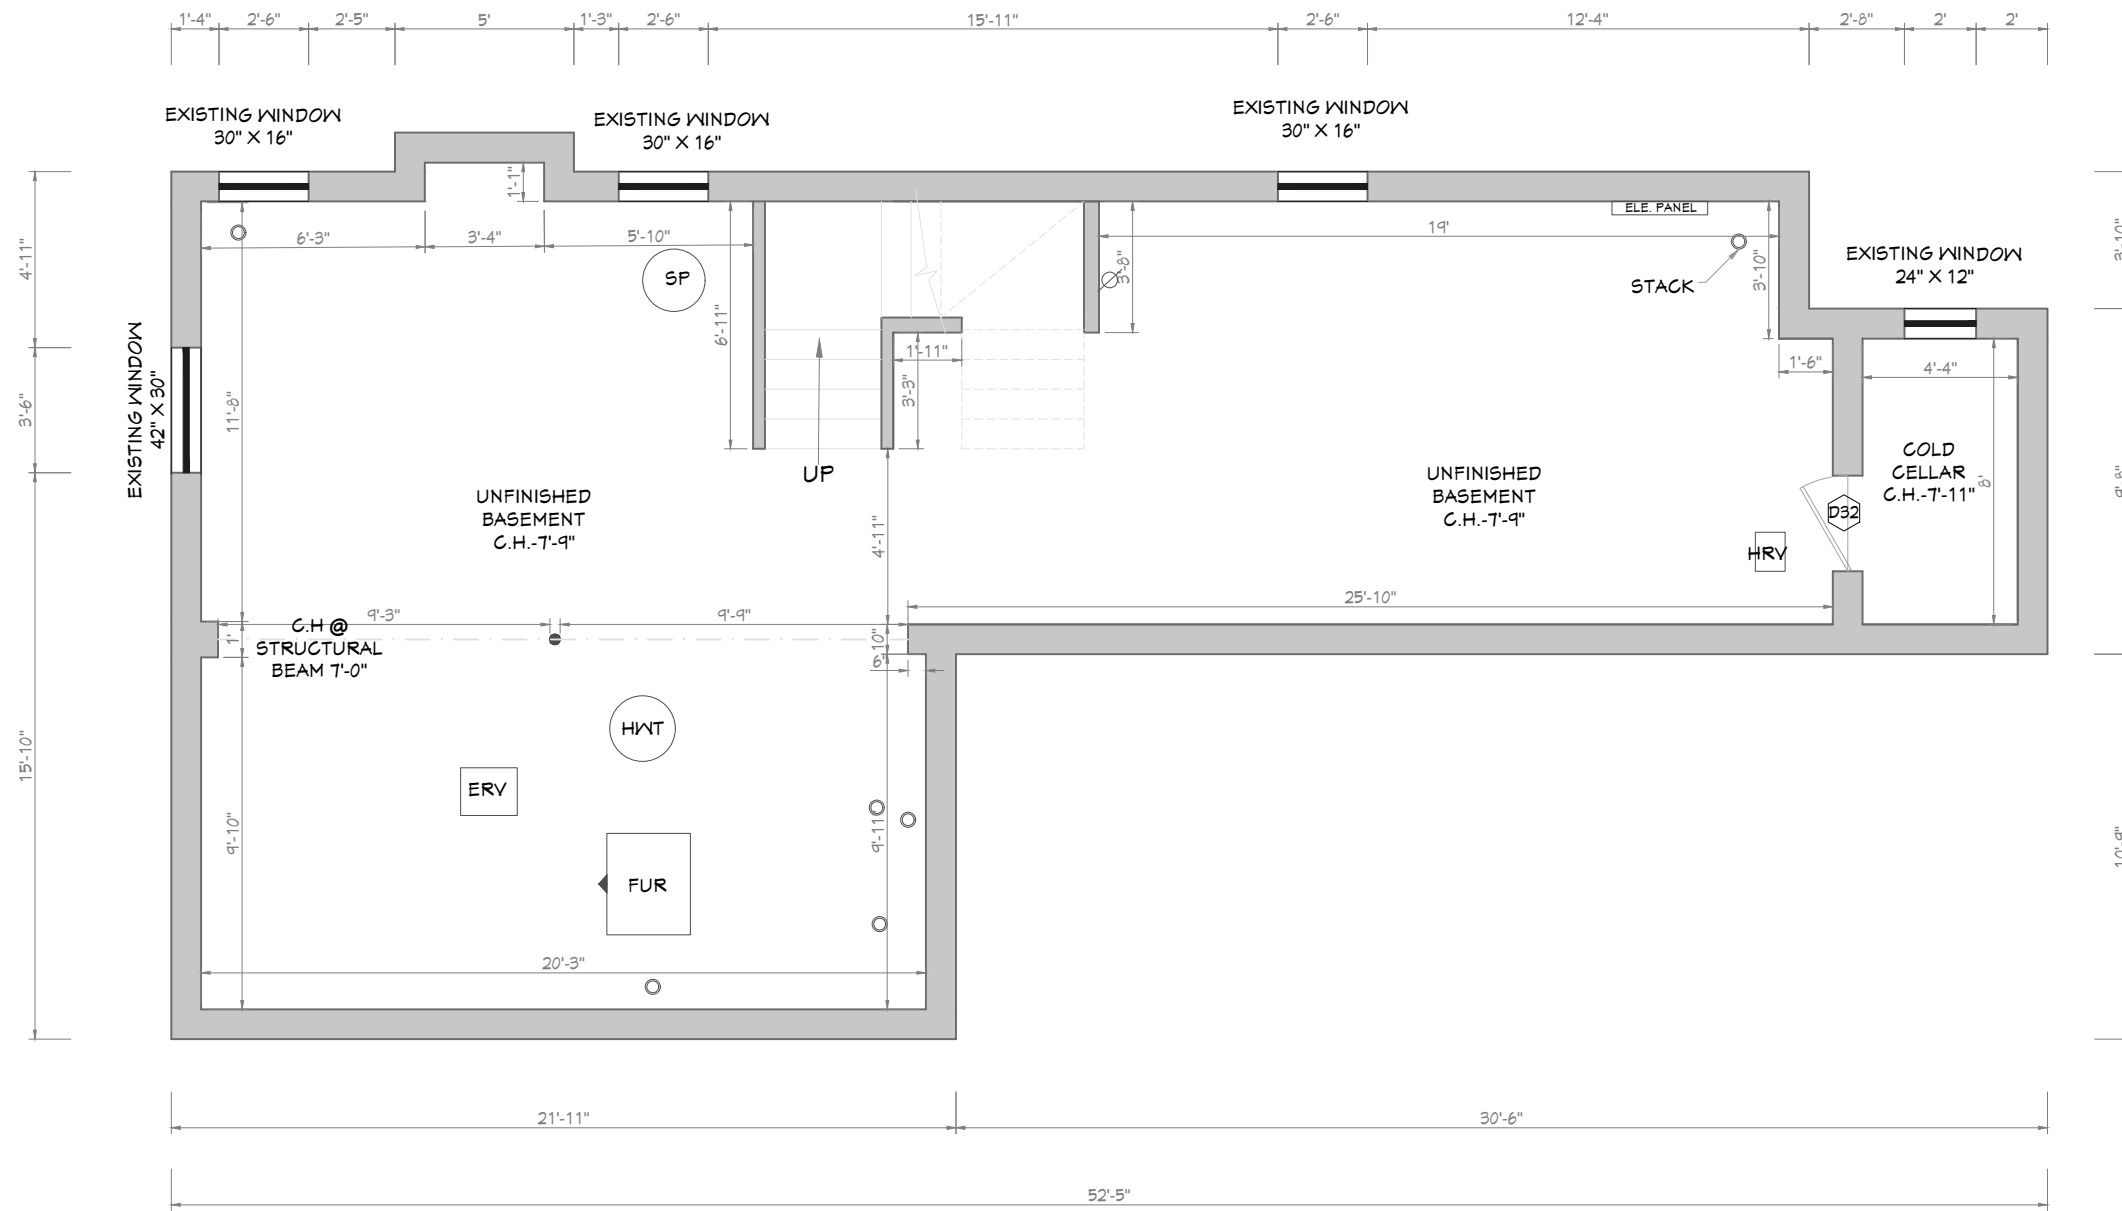 1'-4" 2'-6" 2'-5" 5' 1'-3" 2'-6" 15'-11" 2'-6" 12'-4" 2'-8" 2' 2'
EXISTING WINDOW
30" X 16"
EXISTING WINDOW
30" X 16"
EXISTING WINDOW
30" X 16"
1'-1"
ELE. PANEL
6'-3" 3'-4" 5'-10" 19'
4'-11"
3'-8"
3'-10"
3'-10"
EXISTING WINDOW
24" X 12"
SP
STACK
6'-11"
1'-11"
1'-6"
4'-4"
3'-3"
EXISTING WINDOW
42" X 30"
3'-6"
11'-8"
UP
UNFINISHED
BASEMENT
C.H.-7'-9"
UNFINISHED
BASEMENT
C.H.-7'-9"
COLD
CELLAR
C.H.-7'-11"
8'
9'-8"
D32
HRV
4'-11"
25'-10"
9'-3" 9'-9"
C.H @
STRUCTURAL
BEAM 7'-0"
1'
10"
6"
HWT
15'-10"
ERV
9'-10"
9'-11"
10'-9"
FUR
20'-3"
21'-11" 30'-6"
52'-5"